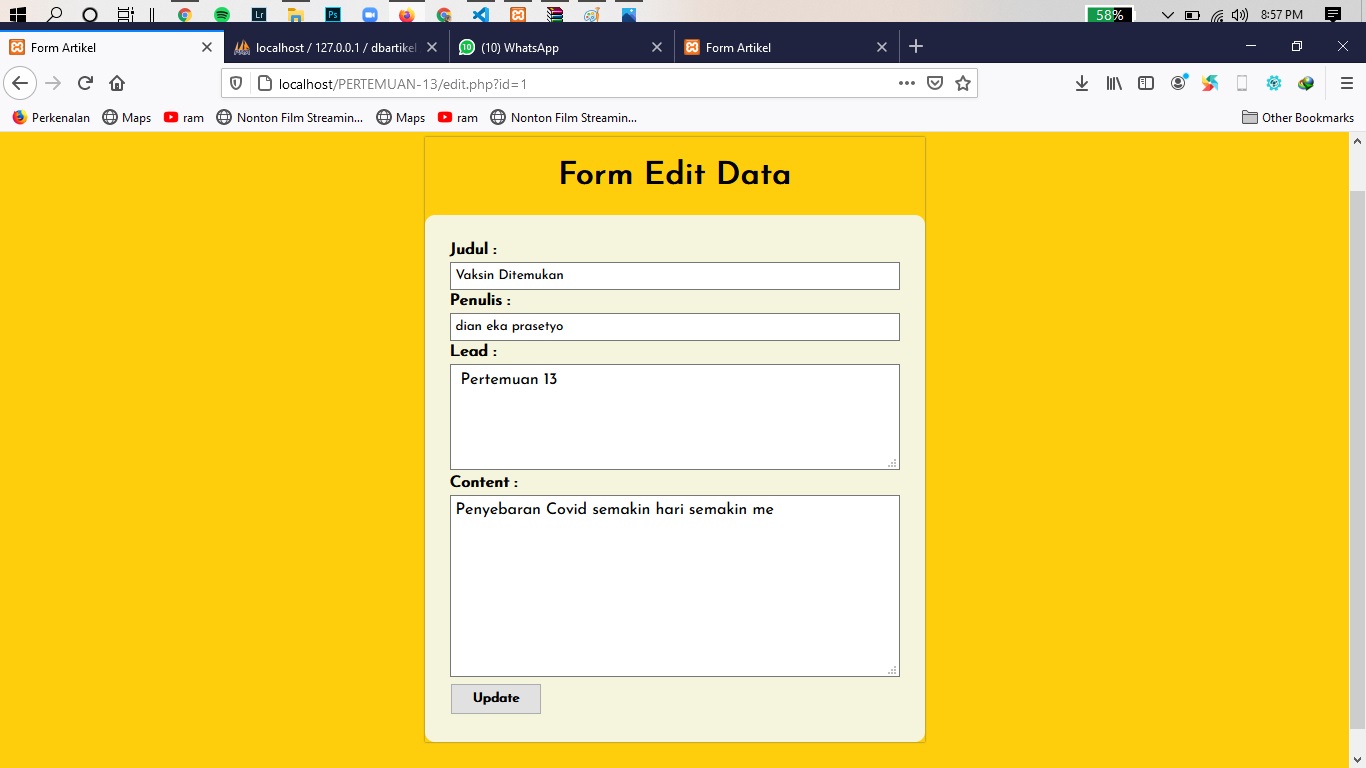 Lr
Ps
58%
8:57 PM
Form Artikel
localhost / 127.0.0.1 / dbartikel
10
(10) WhatsApp
Form Artikel
localhost/PERTEMUAN-13/edit.php?id=1
Perkenalan
Maps
ram
Nonton Film Streamin...
Maps
ram
Nonton Film Streamin...
Other Bookmarks
Form Edit Data
Judul :
Vaksin Ditemukan
Penulis :
dian eka prasetyo
Lead :
Pertemuan 13
Content :
Penyebaran Covid semakin hari semakin me
Update